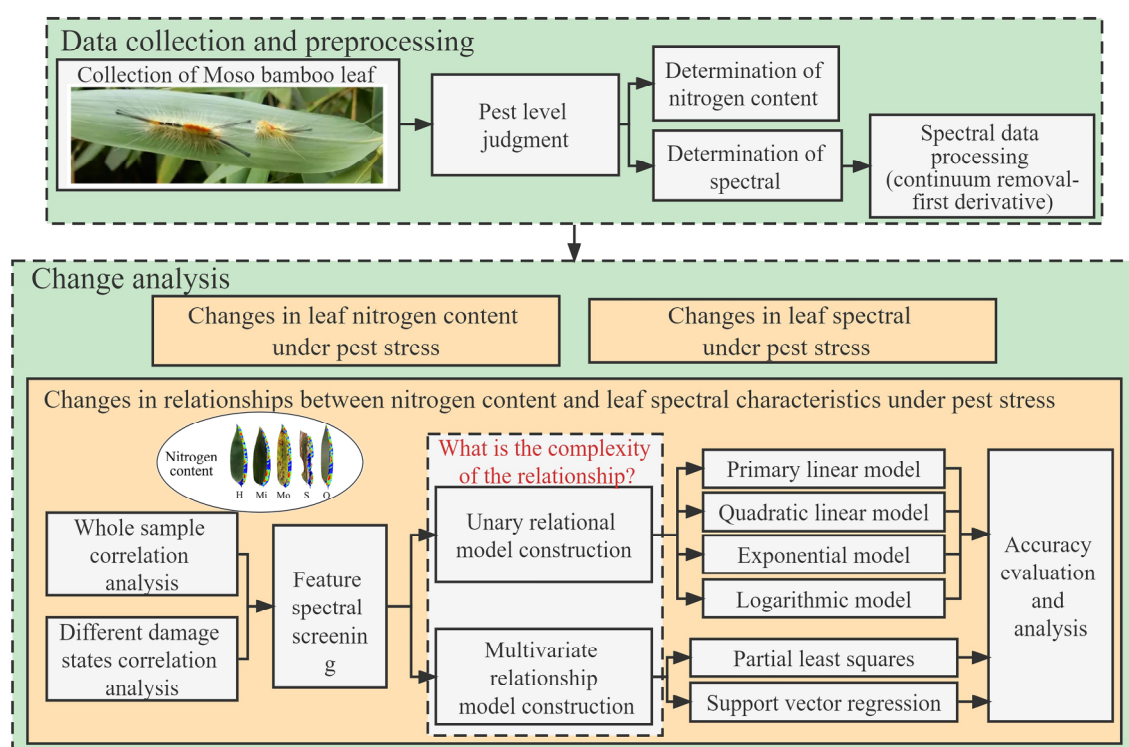 Data collection and preprocessing
Collection of Moso bamboo leaf
Pest level
judgment
Determination of
nitrogen content
Determination of
spectral
Spectral data
processing
(continuum removal-
first derivative)
Change analysis
Changes in leaf nitrogen content
under pest stress
Changes in leaf spectral
under pest stress
Changes in relationships between nitrogen content and leaf spectral characteristics under pest stress
Nitrogen
content
H Mi Mo S Q
Whole sample
correlation
analysis
Different damage
states correlation
analysis
Feature
spectral
screenin
g
What is the complexity
of the relationship?
Unary relational
model construction
Multivariate
relationship
model construction
Primary linear model
Quadratic linear model
Exponential model
Logarithmic model
Partial least squares
Support vector regression
Accuracy
evaluation
and
analysis